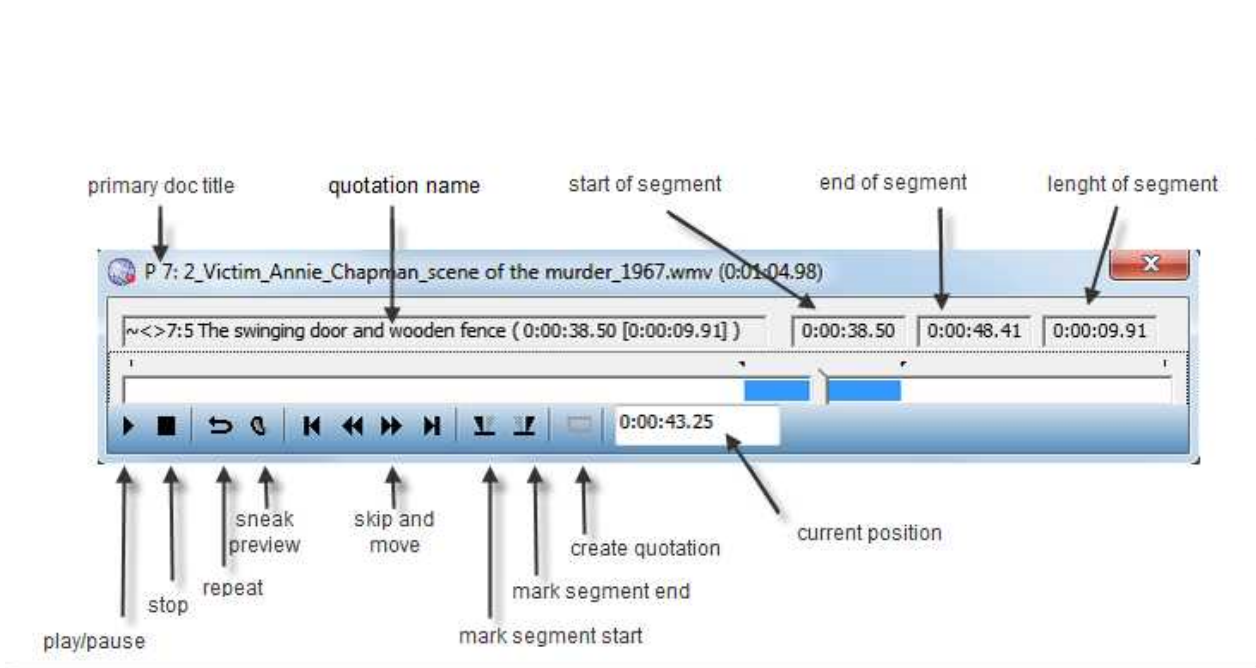 primary doc title quotation name start of segment end of segment lenght of segment
P 7: 2_Victim_Annie_Chapman_scene of the murder_1967.wmv (0:01:04.98)
~<>7:5 The swinging door and wooden fence ( 0:00:38.50 [0:00:09.91] ) 0:00:38.50 0:00:48.41 0:00:09.91
0:00:43.25
sneak
preview
skip and
move
create quotation
current position
repeat
mark segment end
stop
mark segment start
play/pause